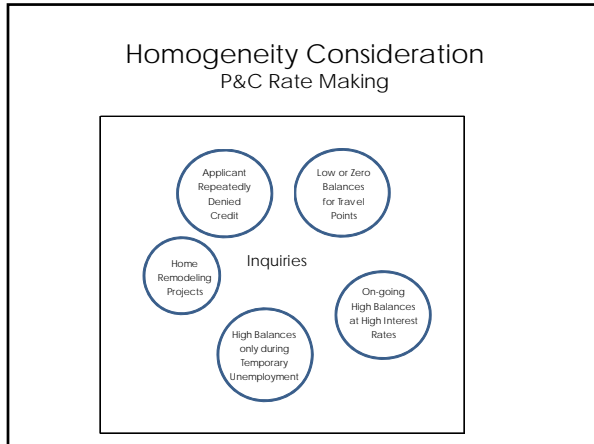 Homogeneity Consideration
P&C Rate Making
Applicant
Repeatedly
Denied
Credit
Low or Zero
Balances
for Travel
Points
Inquiries
Home
Remodeling
Projects
On-going
High Balances
at High Interest
Rates
High Balances
only during
Temporary
Unemployment